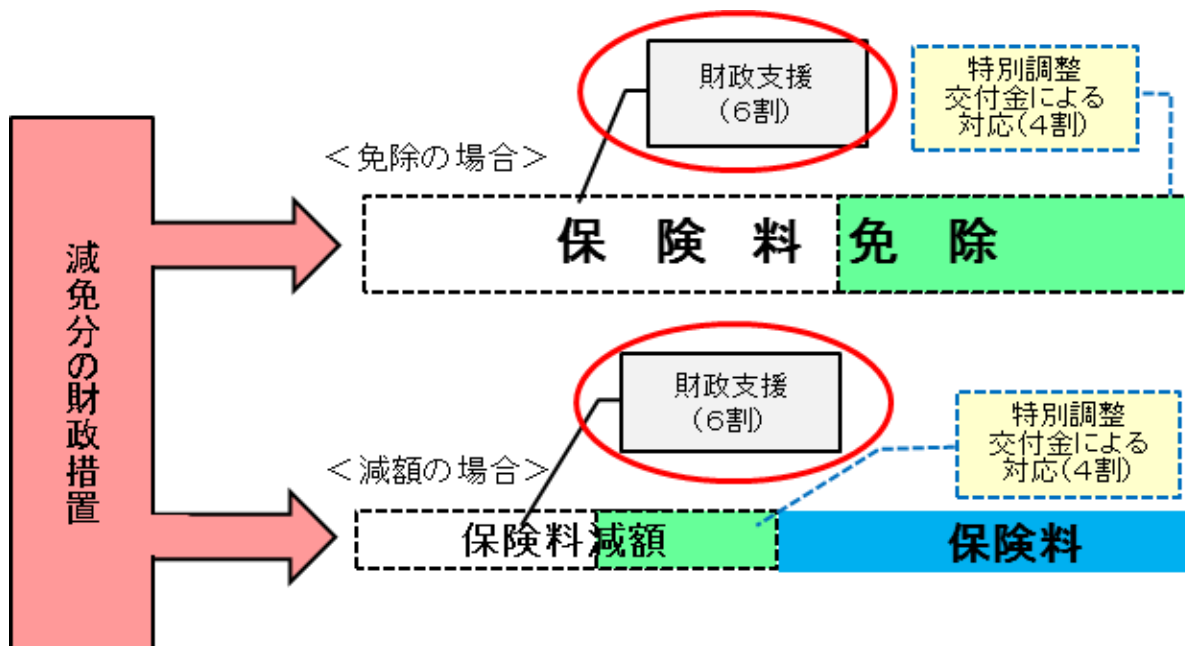 減免分の財政措置
＜免除の場合＞
財政支援
（6割）
特別調整
交付金による
対応（4割）
保険料免除
＜減額の場合＞
財政支援
（6割）
特別調整
交付金による
対応（4割）
保険料減額
保険料